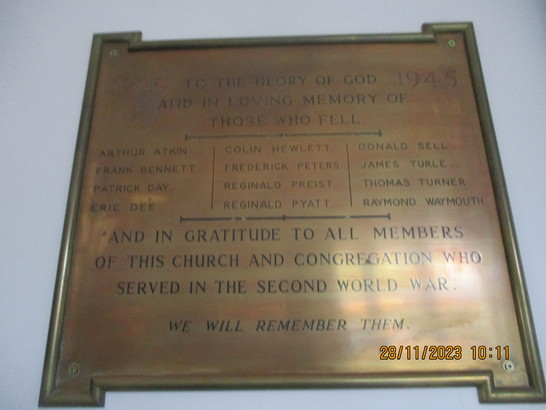 TO THE GLORY OF GOD 1945
AND IN LOVING MEMORY OF
THOSE WHO FELL.
ARTHUR ATKIN COLIN HEWLETT DONALD SELL
FRANK BENNETT FREDERICK PETERS JAMES TURLE
PATRICK DAY REGINALD PREIST. THOMAS TURNER
ERIC DEE REGINALD PYATT. RAYMOND WAYMOUTH
AND IN GRATITUDE TO ALL MEMBERS
OF THIS CHURCH AND CONGREGATION WHO
SERVED IN THE SECOND WORLD WAR.
WE WILL REMEMBER THEM.
28/11/2023 10:11